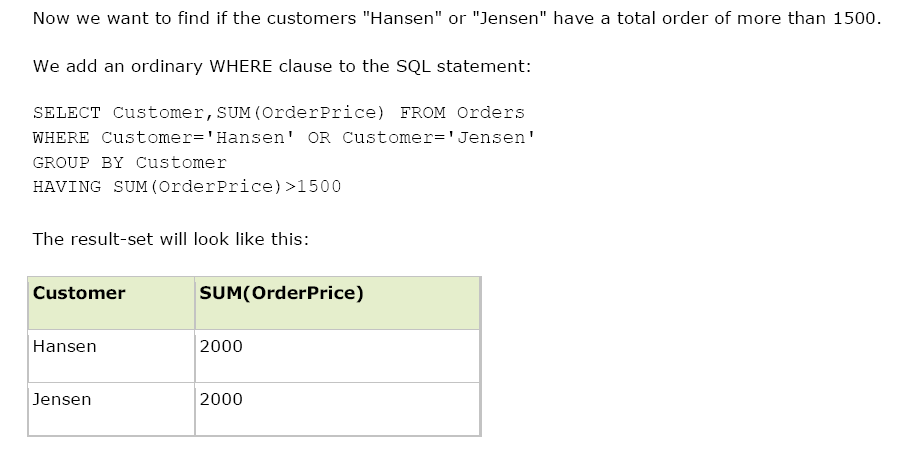 Now we want to find if the customers "Hansen" or "Jensen" have a total order of more than 1500.
We add an ordinary WHERE clause to the SQL statement:
SELECT Customer,SUM(OrderPrice) FROM Orders
WHERE Customer='Hansen' OR Customer='Jensen'
GROUP BY Customer
HAVING SUM(OrderPrice)>1500
The result-set will look like this:
Customer SUM(OrderPrice)
Hansen 2000
Jensen 2000